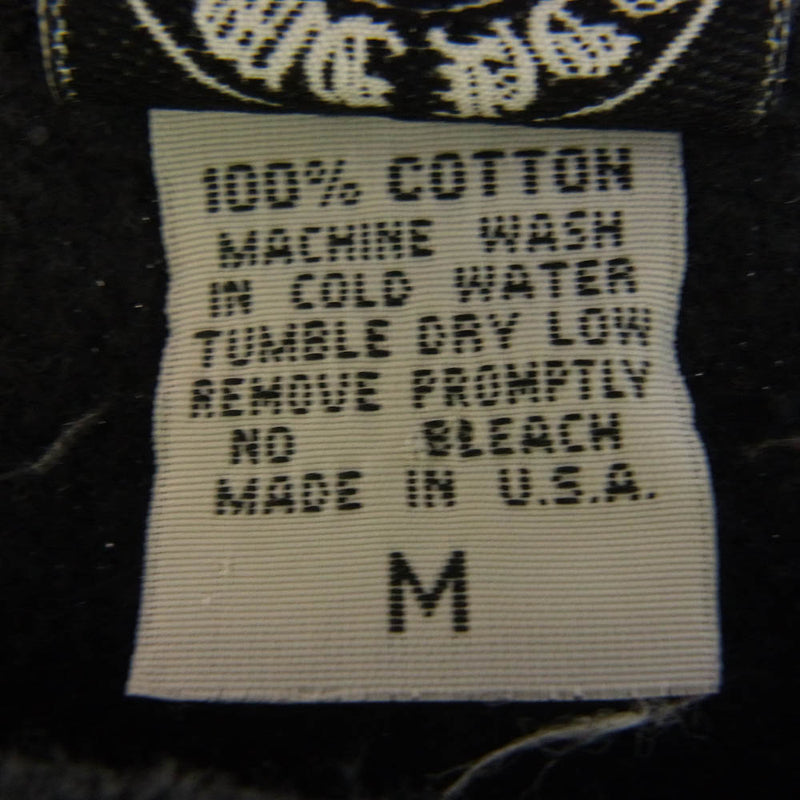 100% COTTON
MACHINE WASH
IN COLD WATER
TUMBLE DRY LOW
REMOVE PROMPTLY
NO BLEACH
MADE IN U.S.A.
M